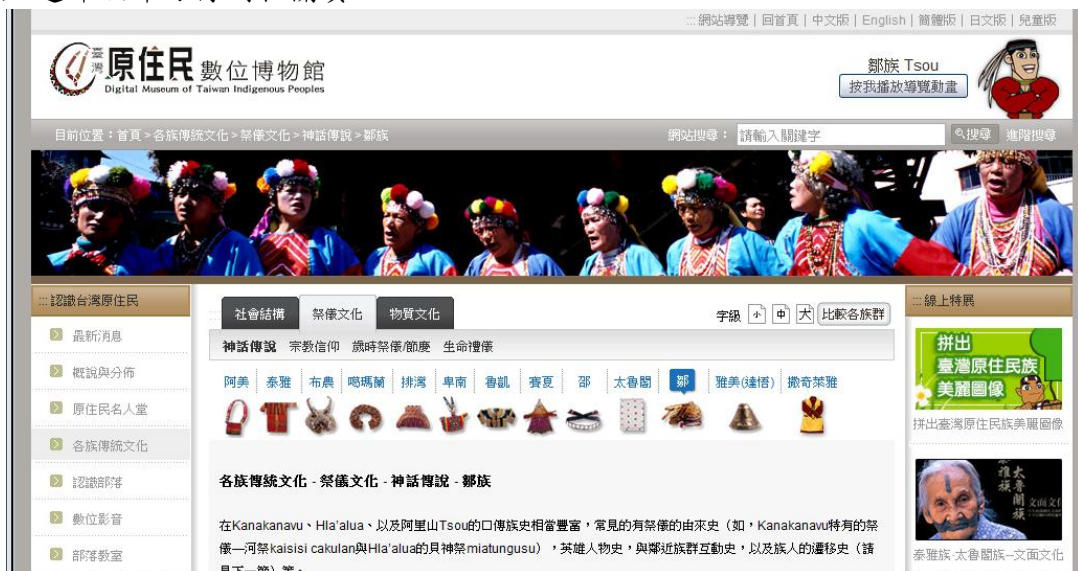 :::網站導覽 | 回首頁 | 中文版 | English | 簡體版 | 日文版 | 兒童版
臺灣原住民數位博物館
Digital Museum of Taiwan Indigenous Peoples
鄒族 Tsou
按我播放導覽動畫
目前位置：首頁 > 各族傳統文化 > 祭儀文化 > 神話傳說 > 鄒族
網站搜尋：
請輸入關鍵字
搜尋
進階搜尋
:::認識台灣原住民
最新消息
概說與分佈
原住民名人堂
各族傳統文化
認識部落
數位影音
部落教室
社會結構 祭儀文化 物質文化
字級 小 中 大 比較各族群
神話傳說 宗教信仰 歲時祭儀/節慶 生命禮儀
阿美 泰雅 布農 噶瑪蘭 排灣 卑南 魯凱 賽夏 邵 太魯閣 鄒 雅美(達悟) 撒奇萊雅
各族傳統文化 - 祭儀文化 - 神話傳說 - 鄒族
在Kanakanavu、Hla'alua、以及阿里山Tsou的口傳族史相當豐富，常見的有祭儀的由來史（如，Kanakanavu特有的祭
儀—河祭kaisisi cakulan與Hla'alua的貝神祭miatungusu），英雄人物史，與鄰近族群互動史，以及族人的遷移史（請
見下一節）等。
:::線上特展
拼出
臺灣原住民族
美麗圖像
拼出臺灣原住民族美麗圖像
泰雅族
太魯閣族
文面文化
泰雅族‧太魯閣族--文面文化